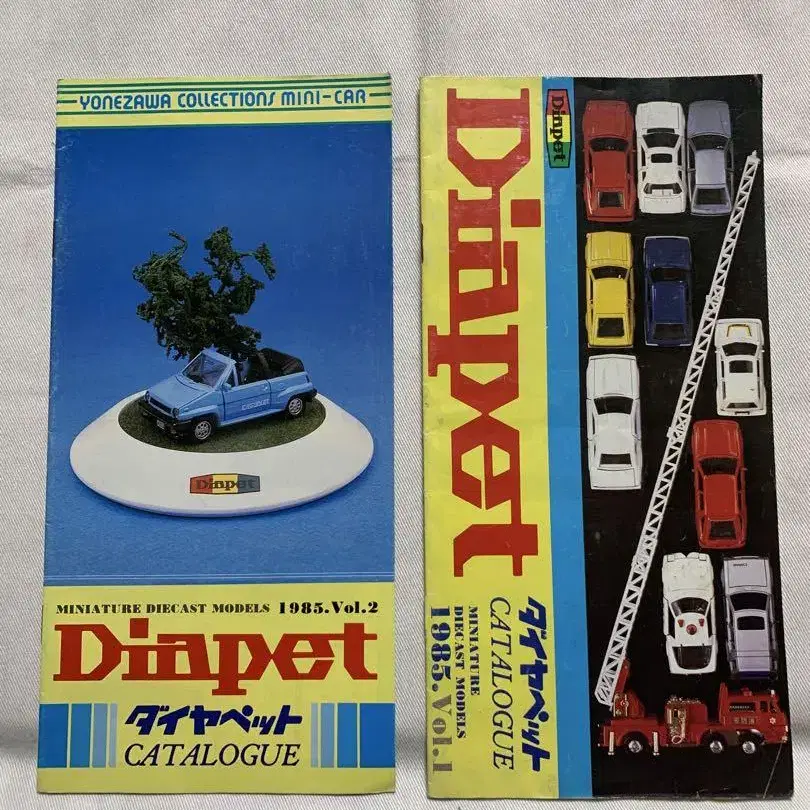 YONEZAWA COLLECTIONS MINI-CAR
Diapet
MINIATURE DIECAST MODELS 1985.Vol.2
Diapet
ダイヤペット
CATALOGUE
Diapet
Diapet
ダイヤペット
CATALOGUE
MINIATURE
DIECAST MODELS
1985.Vol.1